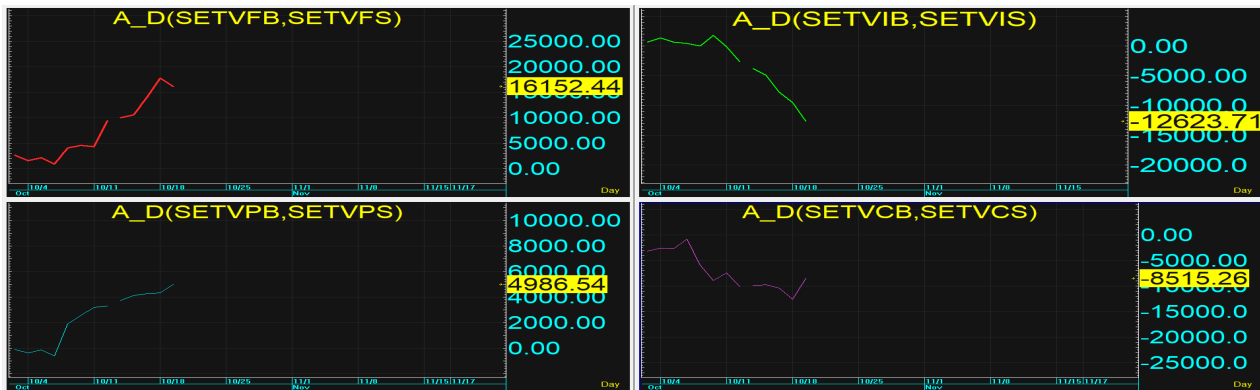 A_D(SETVFB,SETVFS)
25000.00
20000.00
16152.44
15000.00
10000.00
5000.00
0.00
10/4 10/11 10/18 10/25 11/1 11/8 11/15 11/17
Oct Nov Day
A_D(SETVIB,SETVIS)
0.00
-5000.00
-10000.0
-12623.71
-15000.0
-20000.0
10/4 10/11 10/18 10/25 11/1 11/8 11/15
Oct Nov Day
A_D(SETVPB,SETVPS)
10000.00
8000.00
6000.00
4986.54
4000.00
2000.00
0.00
10/4 10/11 10/18 10/25 11/1 11/8 11/15 11/17
Oct Nov Day
A_D(SETVCB,SETVCS)
0.00
-5000.00
-8515.26
-10000.0
-15000.0
-20000.0
-25000.0
10/4 10/11 10/18 10/25 11/1 11/8 11/15 11/17
Oct Nov Day